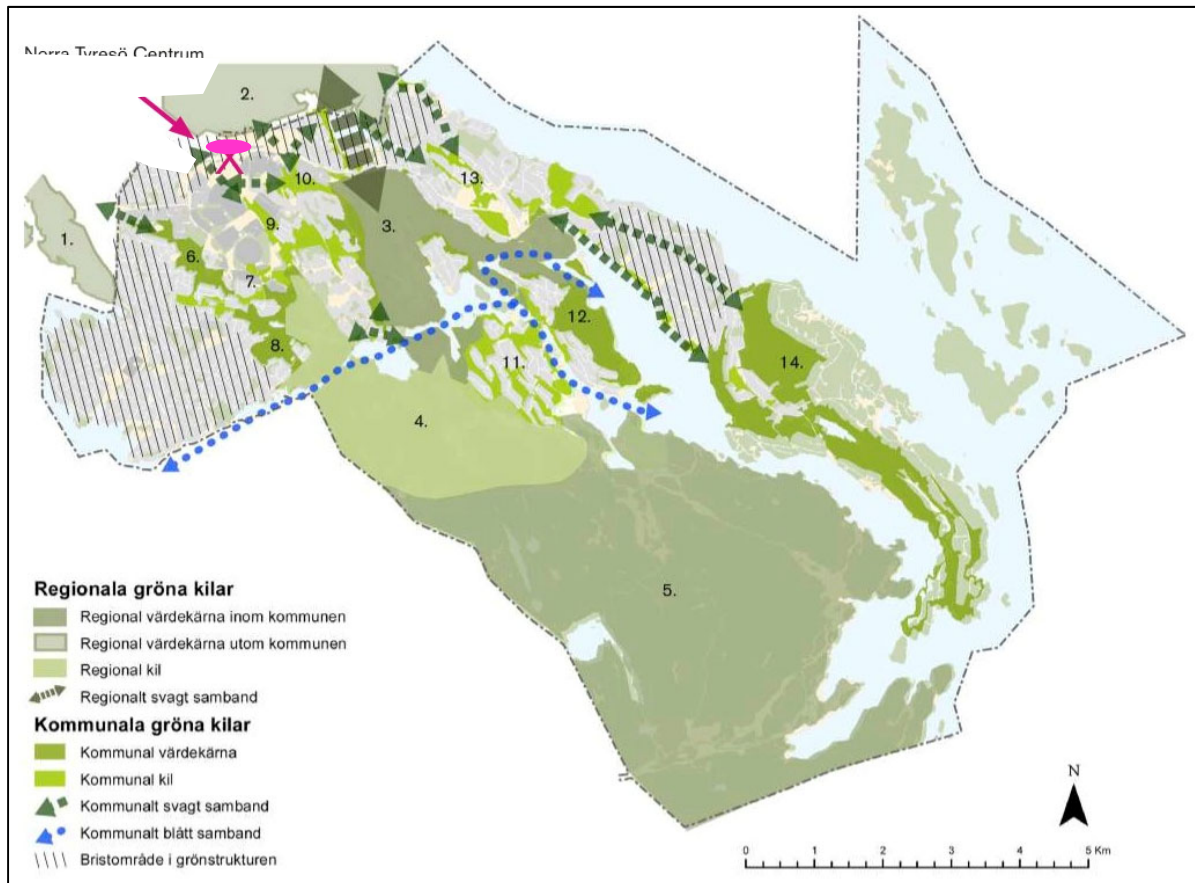 Norra Tyresö Centrum
2.
1.
3.
10.
13.
9.
6.
7.
8.
12.
11.
14.
4.
5.
Regionala gröna kilar
Regional värdekärna inom kommunen
Regional värdekärna utom kommunen
Regional kil
Regionalt svagt samband
Kommunala gröna kilar
Kommunal värdekärna
Kommunal kil
Kommunalt svagt samband
Kommunalt blått samband
Bristområde i grönstrukturen
N
0 1 2 3 4 5 Km